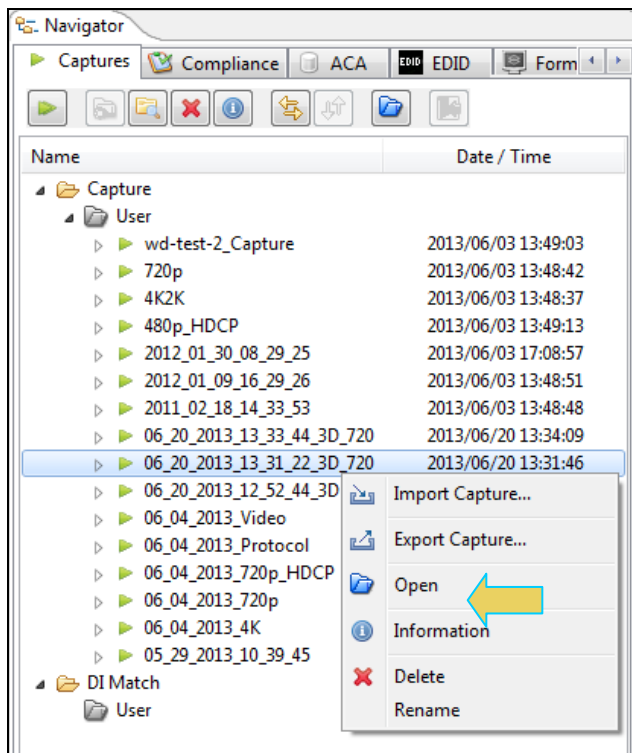 Navigator
Captures Compliance ACA EDID EDID Form
Name Date / Time
Capture
User
wd-test-2_Capture 2013/06/03 13:49:03
720p 2013/06/03 13:48:42
4K2K 2013/06/03 13:48:37
480p_HDCP 2013/06/03 13:49:13
2012_01_30_08_29_25 2013/06/03 17:08:57
2012_01_09_16_29_26 2013/06/03 13:48:51
2011_02_18_14_33_53 2013/06/03 13:48:48
06_20_2013_13_33_44_3D_720 2013/06/20 13:34:09
06_20_2013_13_31_22_3D_720 2013/06/20 13:31:46
06_20_2013_12_52_44_3D
06_04_2013_Video
06_04_2013_Protocol
06_04_2013_720p_HDCP
06_04_2013_720p
06_04_2013_4K
05_29_2013_10_39_45
DI Match
User
Import Capture...
Export Capture...
Open
Information
Delete
Rename